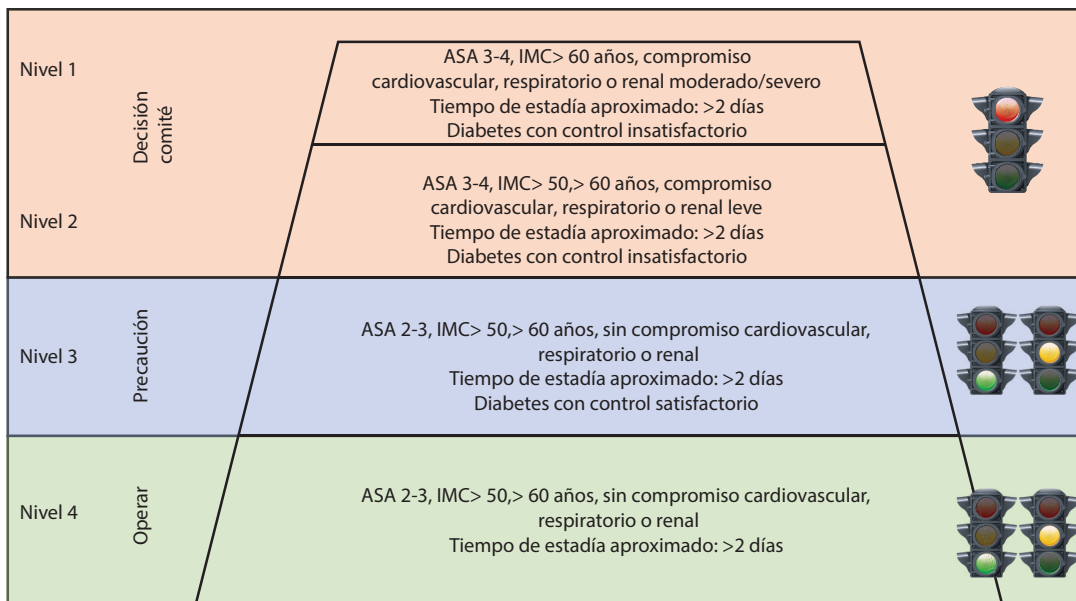 Nivel 1
Decisión
comité
ASA 3-4, IMC> 60 años, compromiso
cardiovascular, respiratorio o renal moderado/severo
Tiempo de estadía aproximado: >2 días
Diabetes con control insatisfactorio
Nivel 2
ASA 3-4, IMC> 50,> 60 años, compromiso
cardiovascular, respiratorio o renal leve
Tiempo de estadía aproximado: >2 días
Diabetes con control insatisfactorio
Nivel 3
Precaución
ASA 2-3, IMC> 50,> 60 años, sin compromiso cardiovascular,
respiratorio o renal
Tiempo de estadía aproximado: >2 días
Diabetes con control satisfactorio
Nivel 4
Operar
ASA 2-3, IMC> 50,> 60 años, sin compromiso cardiovascular,
respiratorio o renal
Tiempo de estadía aproximado: >2 días